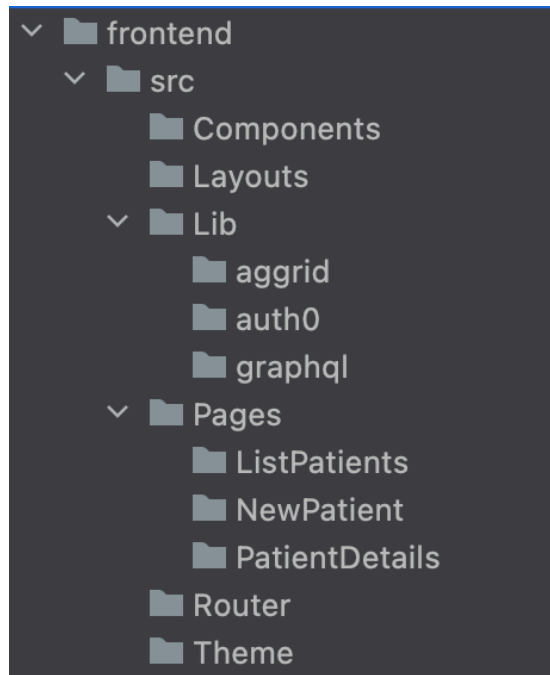 frontend
src
Components
Layouts
Lib
aggrid
auth0
graphql
Pages
ListPatients
NewPatient
PatientDetails
Router
Theme